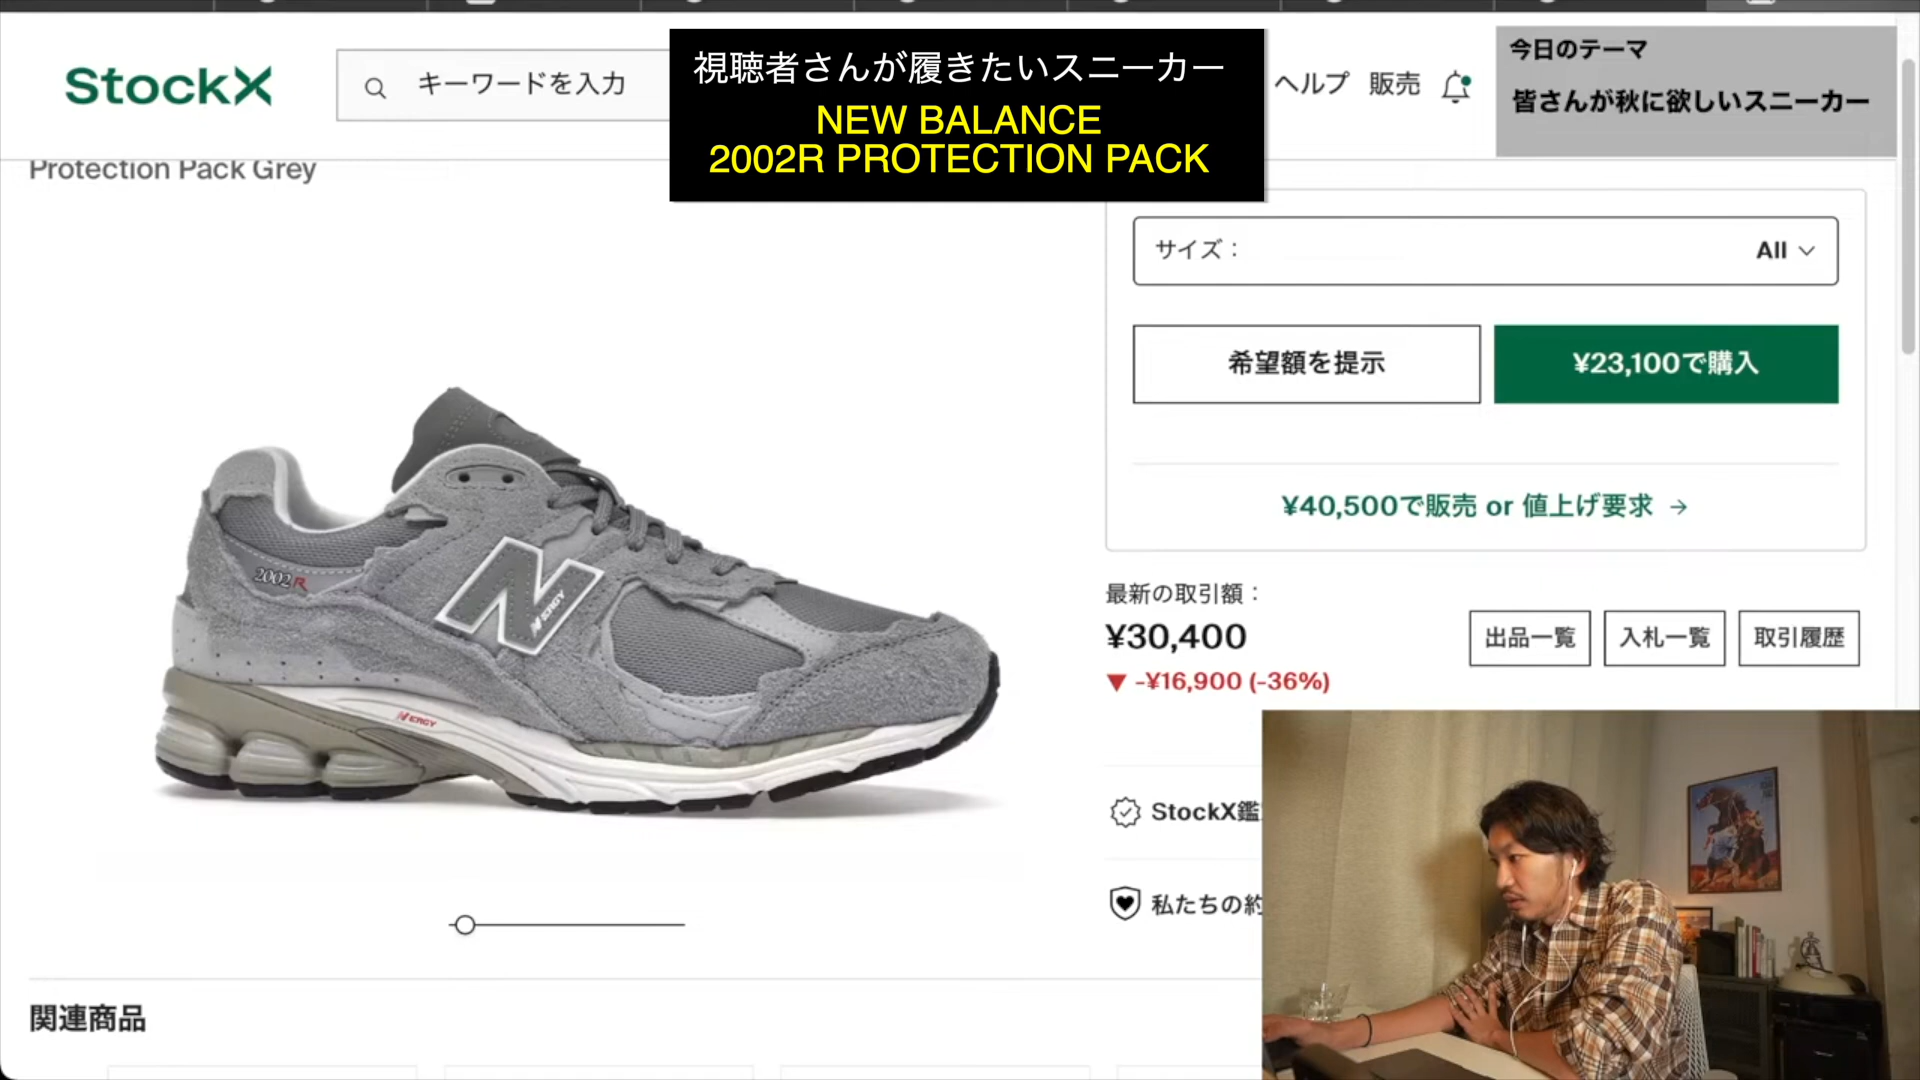 StockX
キーワードを入力
視聴者さんが履きたいスニーカー
NEW BALANCE
2002R PROTECTION PACK
ヘルプ 販売
今日のテーマ
皆さんが秋に欲しいスニーカー
Protection Pack Grey
サイズ： All
希望額を提示
¥23,100で購入
¥40,500で販売 or 値上げ要求 →
最新の取引額：
¥30,400
▼ -¥16,900 (-36%)
出品一覧
入札一覧
取引履歴
2002R
N ERGY
N ERGY
StockX鑑
私たちの約
関連商品